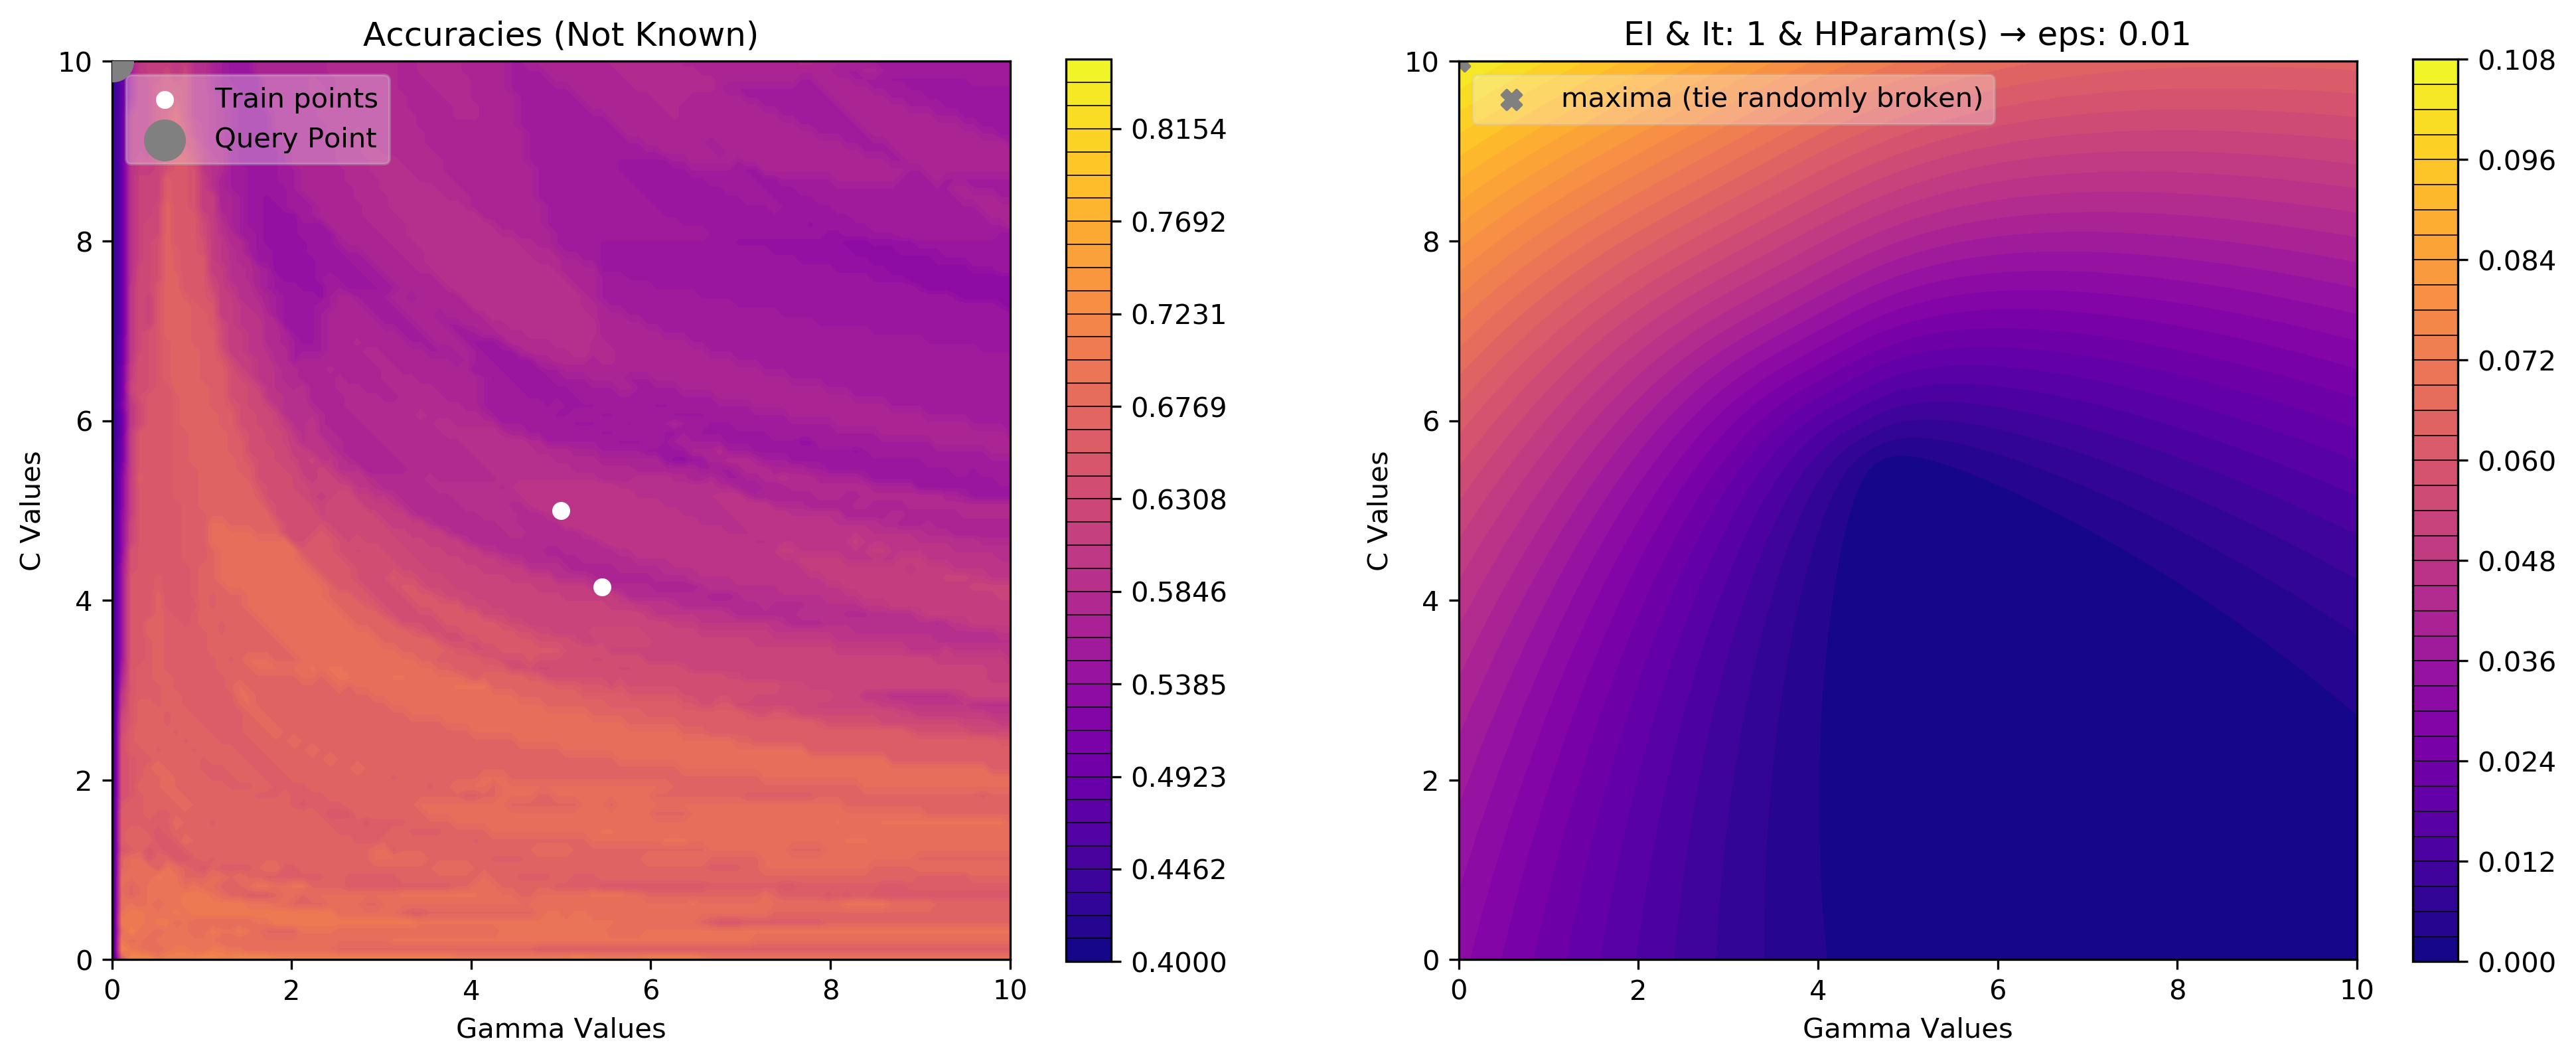 Accuracies (Not Known)
Train points
Query Point
10
8
6
4
2
0
C Values
0 2 4 6 8 10
Gamma Values
0.8154
0.7692
0.7231
0.6769
0.6308
0.5846
0.5385
0.4923
0.4462
0.4000
EI & It: 1 & HParam(s) → eps: 0.01
maxima (tie randomly broken)
10
8
6
4
2
0
C Values
0 2 4 6 8 10
Gamma Values
0.108
0.096
0.084
0.072
0.060
0.048
0.036
0.024
0.012
0.000